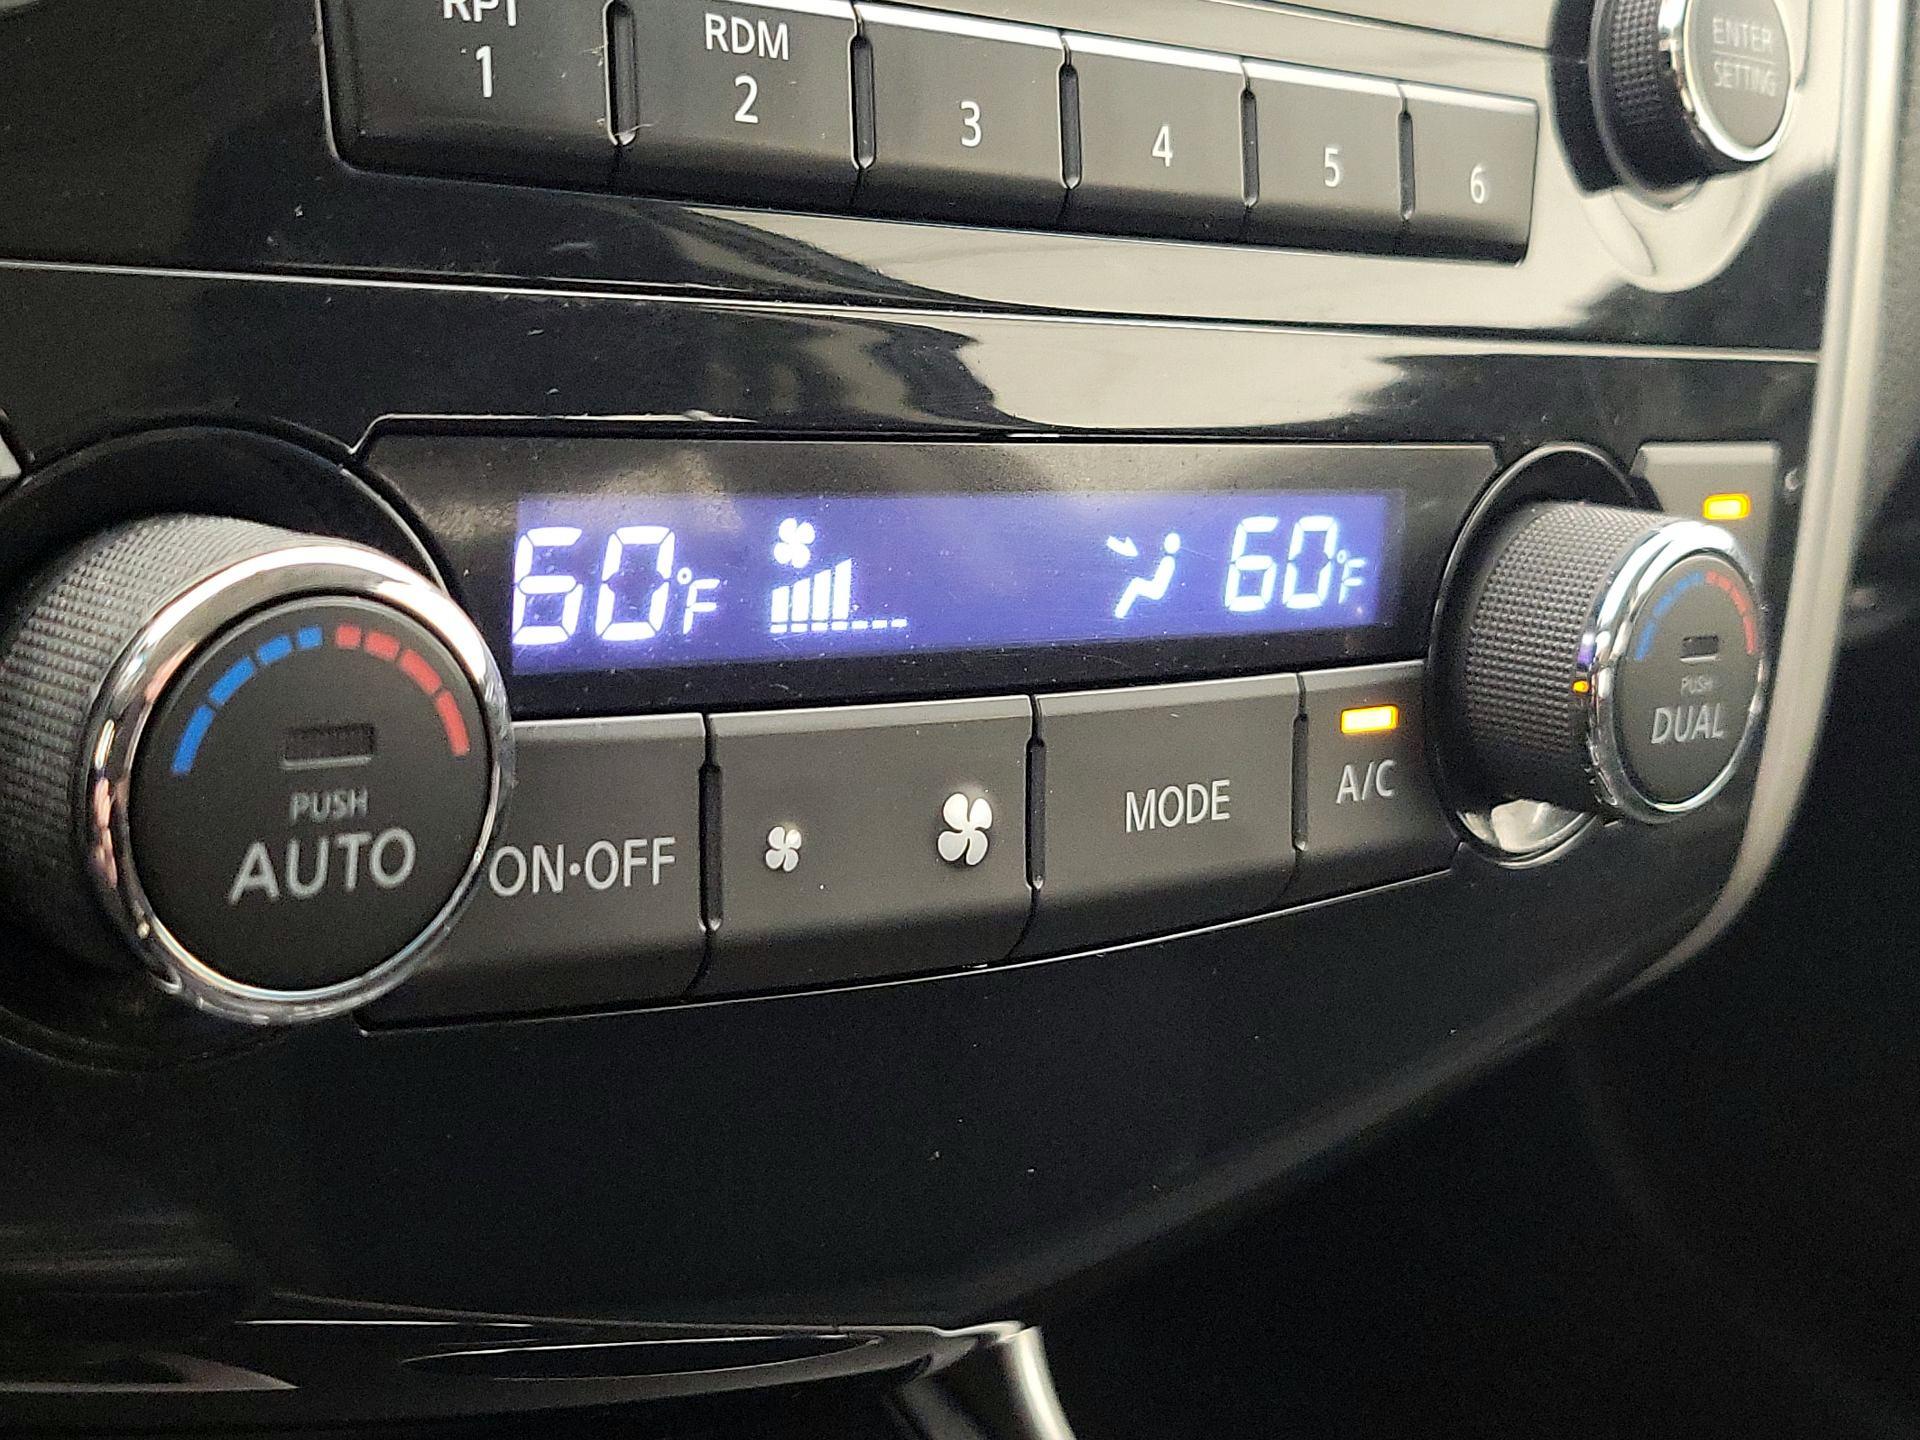 RPT
1
RDM
2
3
4
5
6
ENTER
SETTING
60°F
60°F
PUSH
AUTO
ON•OFF
MODE
A/C
PUSH
DUAL